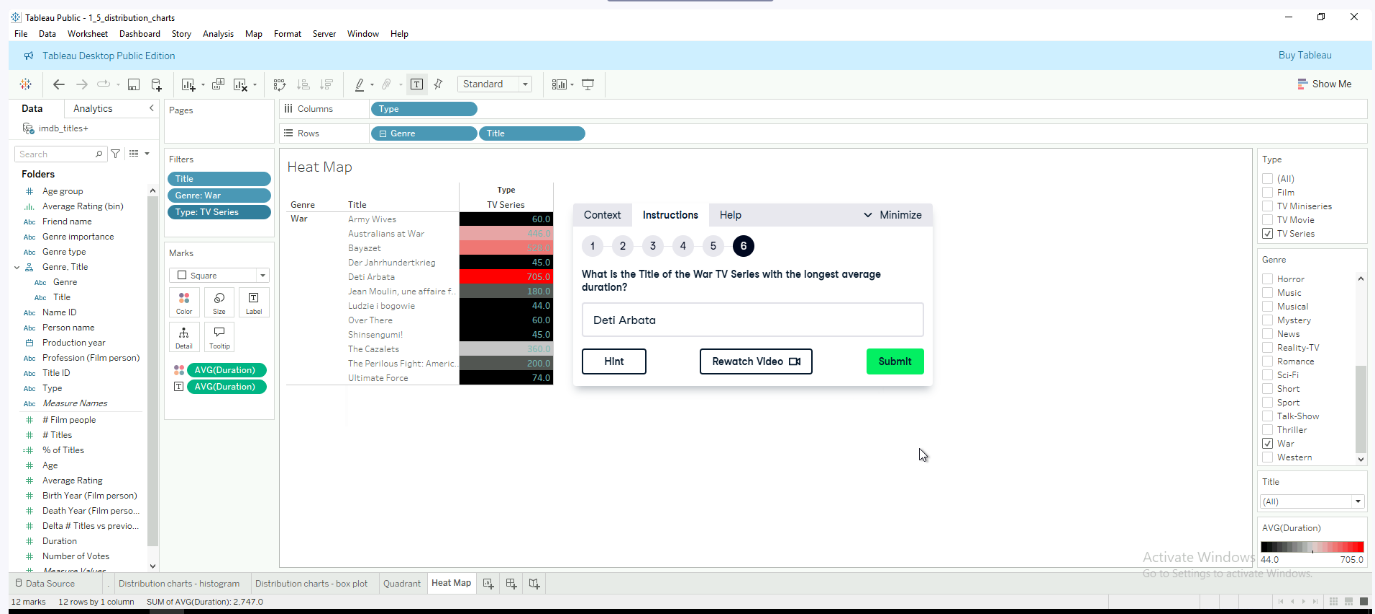 Tableau Public - 1_5_distribution_charts
File Data Worksheet Dashboard Story Analysis Map Format Server Window Help
Tableau Desktop Public Edition Buy Tableau
Standard Show Me
Data Analytics Pages Columns Type
imdb_titles+
Rows Genre Title
Search
Filters
Title
Genre: War
Type: TV Series
Marks
Square
Color Size Label
Detail Tooltip
AVG(Duration)
AVG(Duration)
Folders
Age group
Average Rating (bin)
Friend name
Genre importance
Genre type
Genre, Title
Genre
Title
Name ID
Person name
Production year
Profession (Film person)
Title ID
Type
Measure Names
# Film people
# Titles
% of Titles
Age
Average Rating
Birth Year (Film person)
Death Year (Film perso...
Delta # Titles vs previo...
Duration
Number of Votes
Measure Values
Heat Map
Type
Genre Title TV Series
War Army Wives 60.0
Australians at War 446.0
Bayazet
Der Jahrhundertkrieg 45.0
Deti Arbata 705.0
Jean Moulin, une affaire f.. 180.0
Ludzie i bogowie 44.0
Over There 60.0
Shinsengumi! 45.0
The Cazalets 360.0
The Perilous Fight: Americ.. 200.0
Ultimate Force 74.0
Context Instructions Help Minimize
1 2 3 4 5 6
What is the Title of the War TV Series with the longest average
duration?
Deti Arbata
Hint Rewatch Video Submit
Type
(All)
Film
TV Miniseries
TV Movie
TV Series
Genre
Horror
Music
Musical
Mystery
News
Reality-TV
Romance
Sci-Fi
Short
Sport
Talk-Show
Thriller
War
Western
Title
(All)
AVG(Duration)
44.0 705.0
Activate Windows
Go to Settings to activate Windows.
Data Source Distribution charts - histogram Distribution charts - box plot Quadrant Heat Map
12 marks 12 rows by 1 column SUM of AVG(Duration): 2,747.0